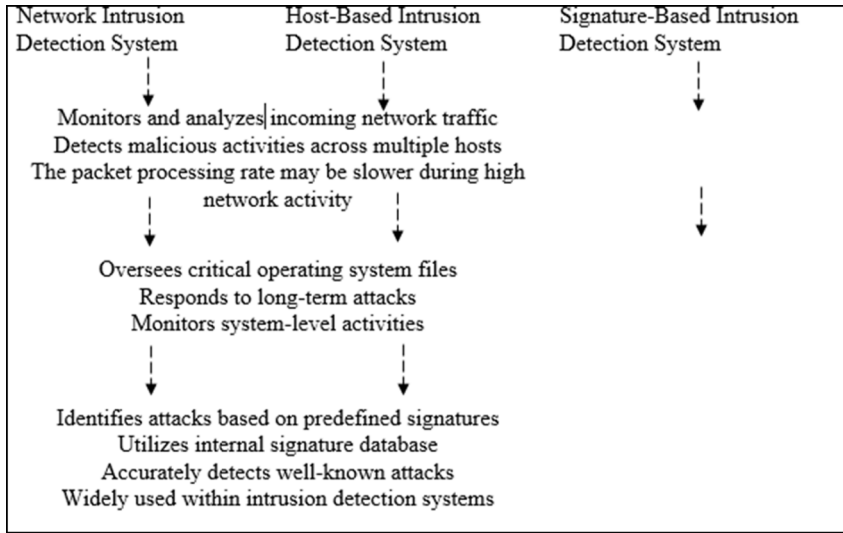 Network Intrusion
Detection System
Host-Based Intrusion
Detection System
Signature-Based Intrusion
Detection System
Monitors and analyzes incoming network traffic
Detects malicious activities across multiple hosts
The packet processing rate may be slower during high
network activity
Oversees critical operating system files
Responds to long-term attacks
Monitors system-level activities
Identifies attacks based on predefined signatures
Utilizes internal signature database
Accurately detects well-known attacks
Widely used within intrusion detection systems